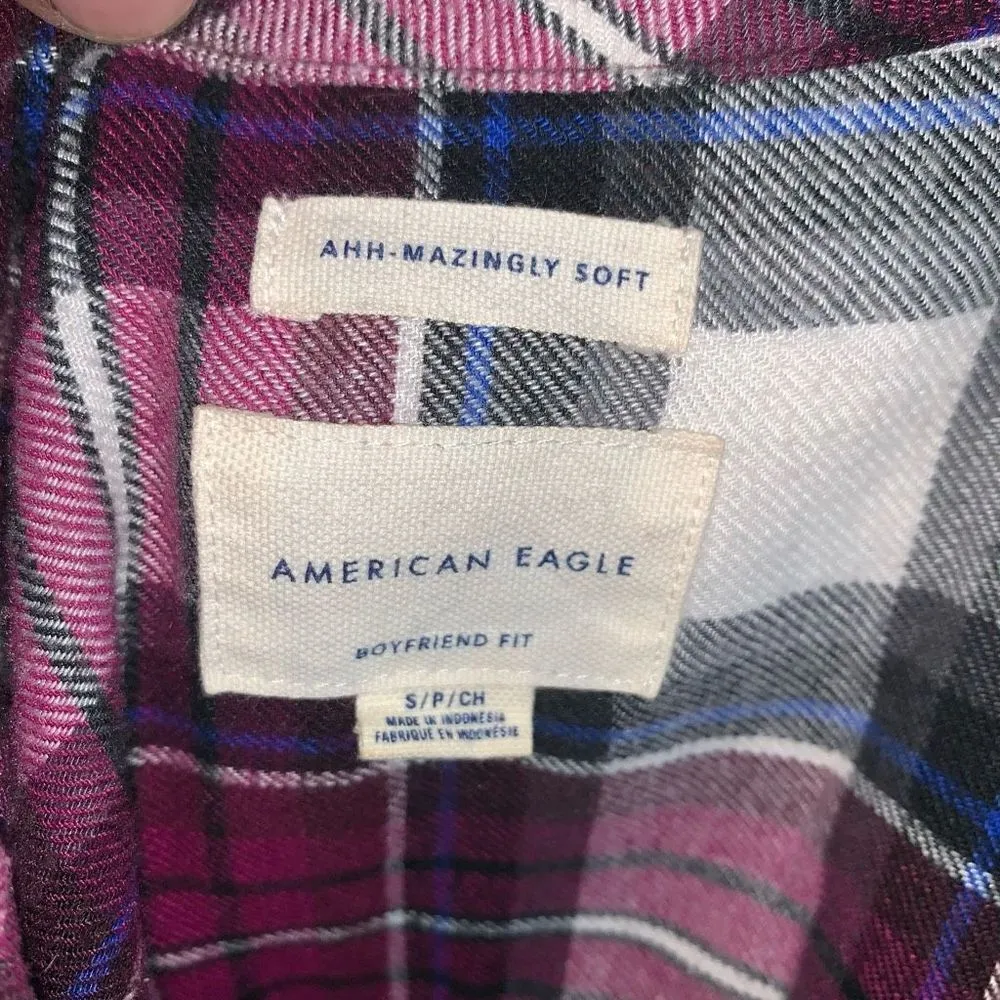 AHH-MAZINGLY SOFT
AMERICAN EAGLE
BOYFRIEND FIT
S/P/CH
MADE IN INDONESIA
FABRIQUÉ EN INDONÉSIE